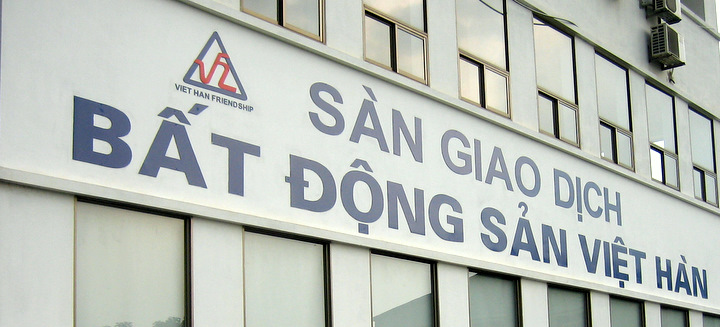 VIET HAN FRIENDSHIP
SÀN GIAO DỊCH
BẤT ĐỘNG SẢN VIỆT HÀN